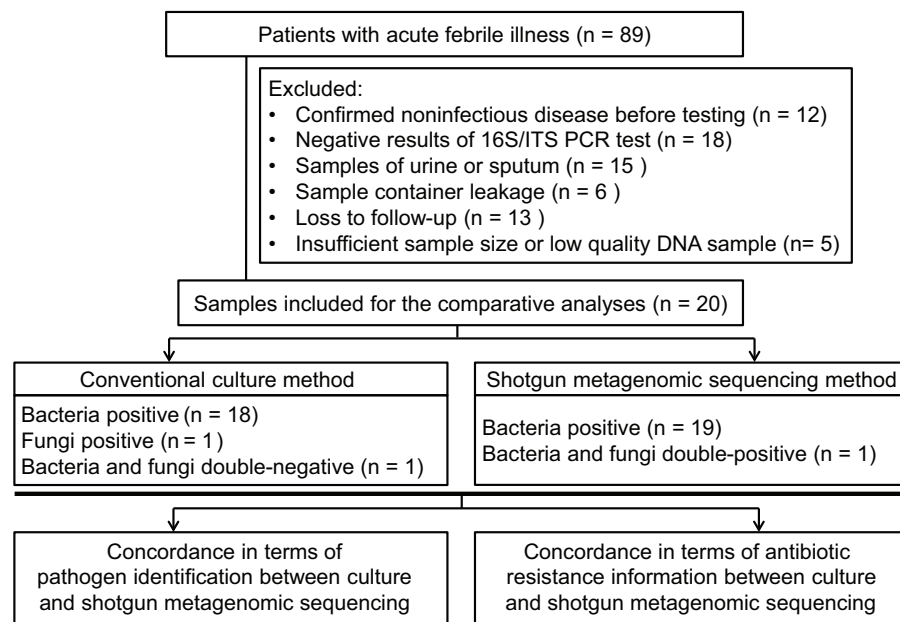 Patients with acute febrile illness (n = 89)
Excluded:
• Confirmed noninfectious disease before testing (n = 12)
• Negative results of 16S/ITS PCR test (n = 18)
• Samples of urine or sputum (n = 15 )
• Sample container leakage (n = 6 )
• Loss to follow-up (n = 13 )
• Insufficient sample size or low quality DNA sample (n= 5)
Samples included for the comparative analyses (n = 20)
Conventional culture method
Bacteria positive (n = 18)
Fungi positive (n = 1)
Bacteria and fungi double-negative (n = 1)
Shotgun metagenomic sequencing method
Bacteria positive (n = 19)
Bacteria and fungi double-positive (n = 1)
Concordance in terms of
pathogen identification between culture
and shotgun metagenomic sequencing
Concordance in terms of antibiotic
resistance information between culture
and shotgun metagenomic sequencing